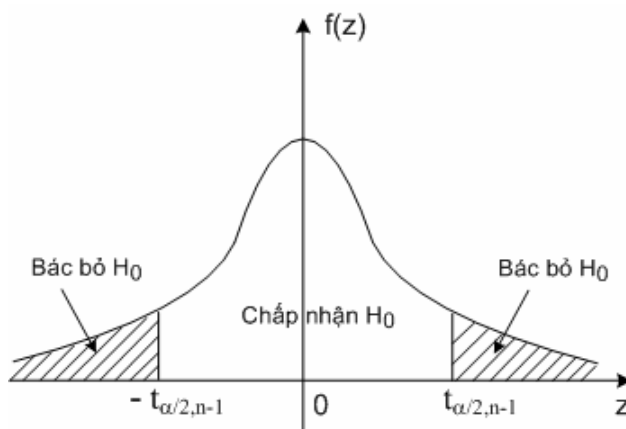 f(z)
Bác bỏ H0
Bác bỏ H0
Chấp nhận H0
- tα/2,n-1
0
tα/2,n-1
z